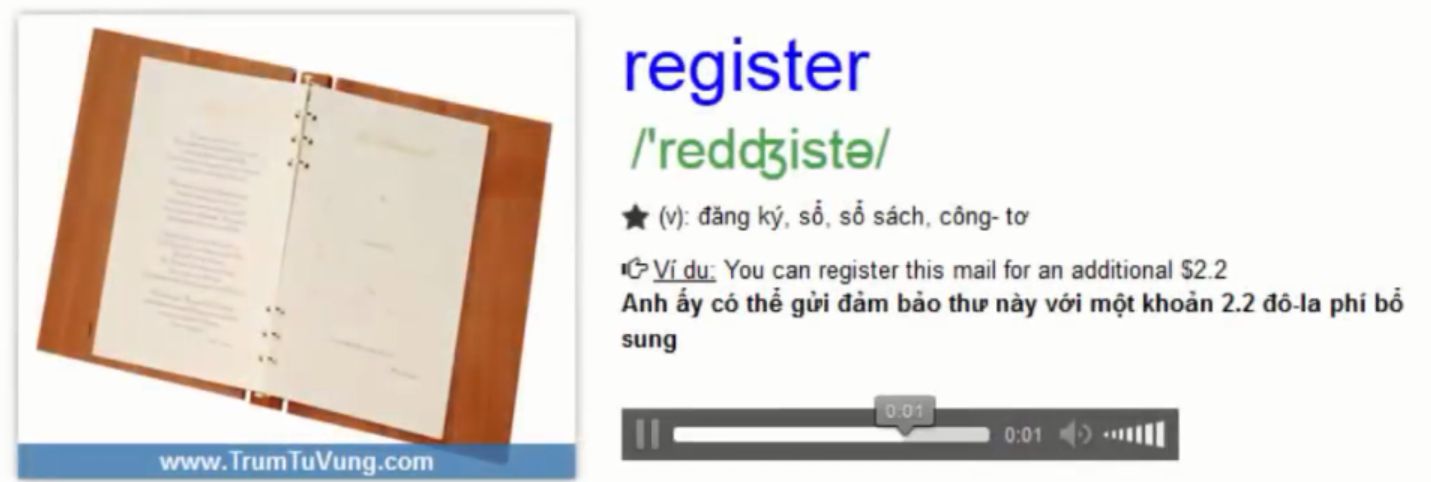 register
/'redʤistə/
★ (v): đăng ký, sổ, sổ sách, công- tơ
Ví du: You can register this mail for an additional $2.2
Anh ấy có thể gửi đảm bảo thư này với một khoản 2.2 đô-la phí bổ
sung
0:01
0:01
www.TrumTuVung.com